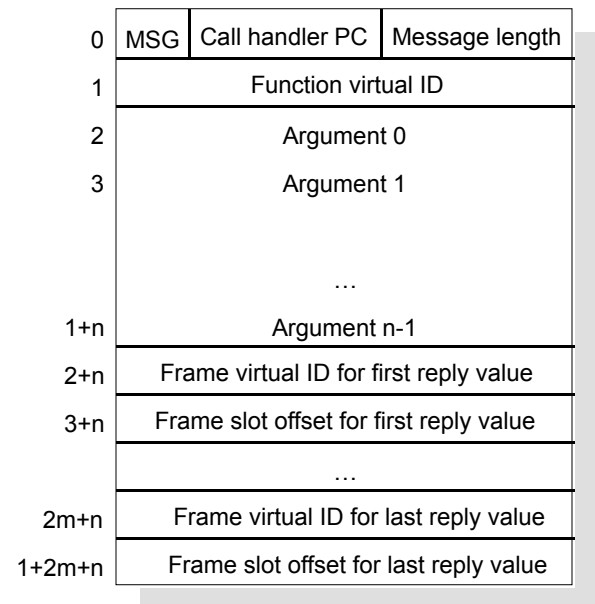 0 MSG Call handler PC Message length
1 Function virtual ID
2 Argument 0
3 Argument 1
…
1+n Argument n-1
2+n Frame virtual ID for first reply value
3+n Frame slot offset for first reply value
…
2m+n Frame virtual ID for last reply value
1+2m+n Frame slot offset for last reply value